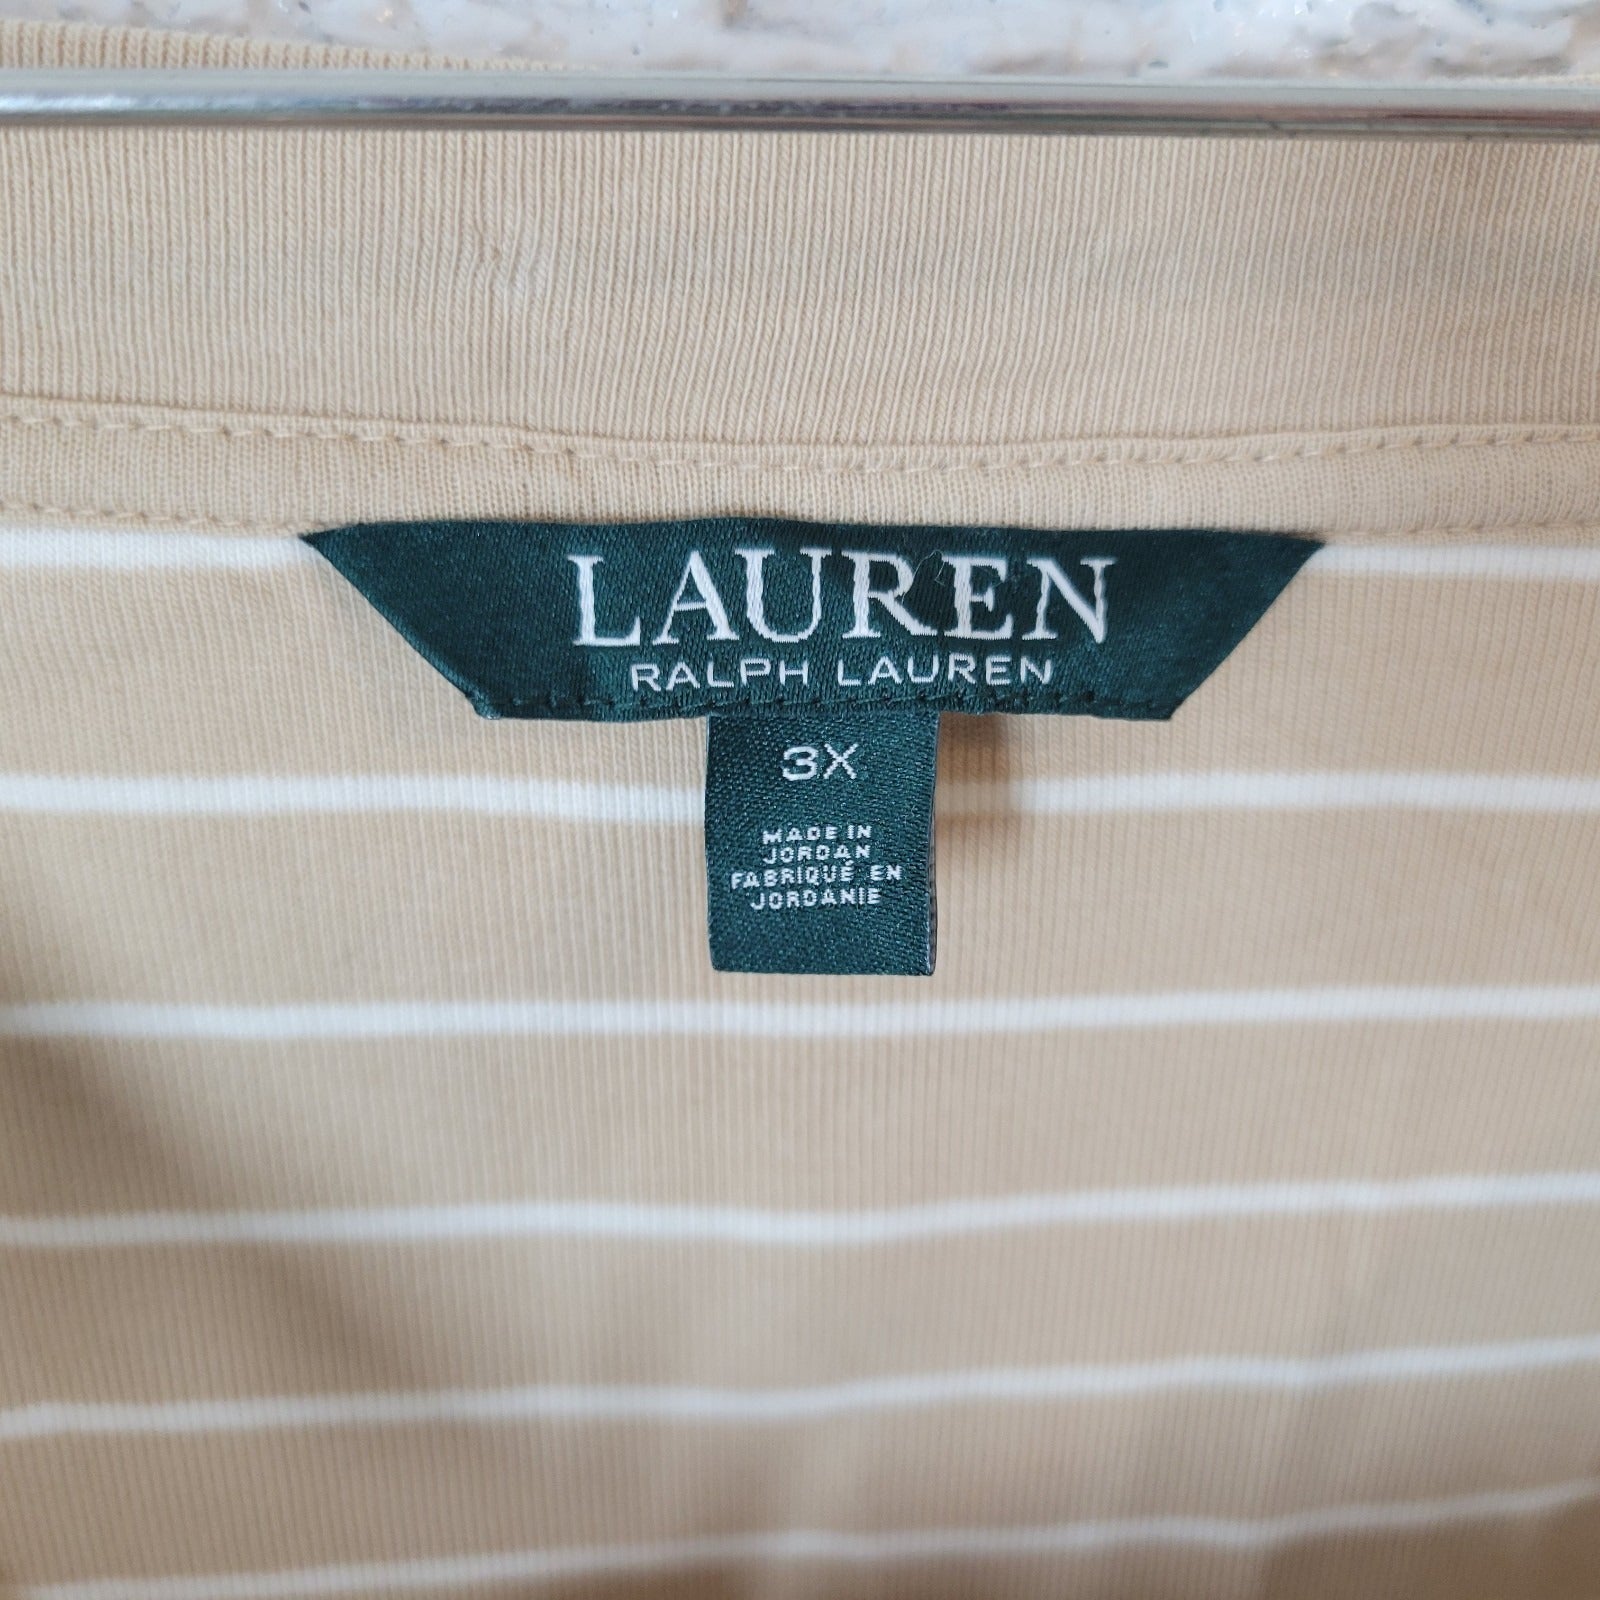 LAUREN
RALPH LAUREN
3X
MADE IN
JORDAN
FABRIQUÉ EN
JORDANIE